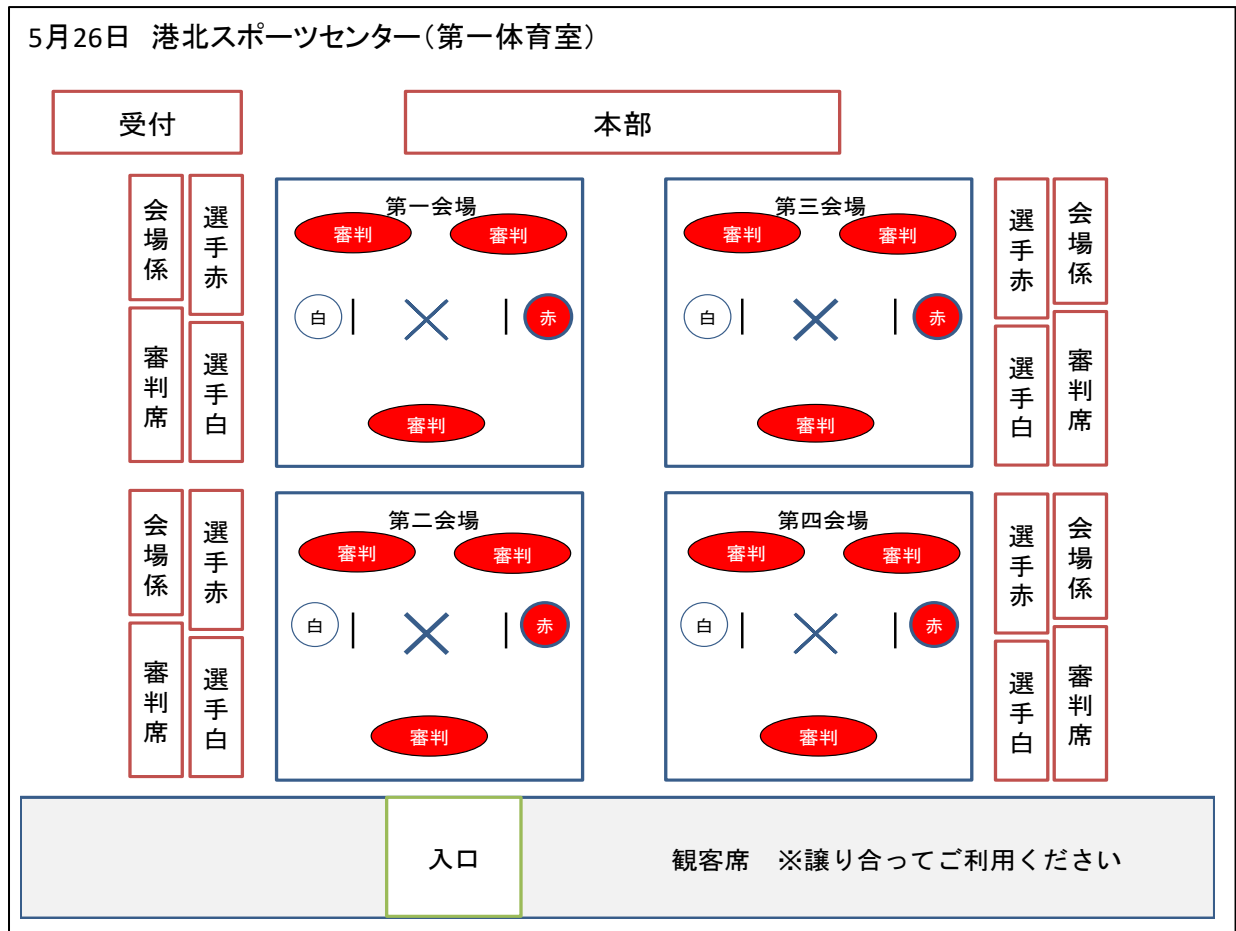 5月26日 港北スポーツセンター（第一体育室）
受付
本部
会場係
選手赤
審判席
選手白
第一会場
審判
審判
白
赤
審判
第三会場
審判
審判
白
赤
審判
選手赤
会場係
選手白
審判席
会場係
選手赤
審判席
選手白
第二会場
審判
審判
白
赤
審判
第四会場
審判
審判
白
赤
審判
選手赤
会場係
選手白
審判席
入口
観客席 ※譲り合ってご利用ください